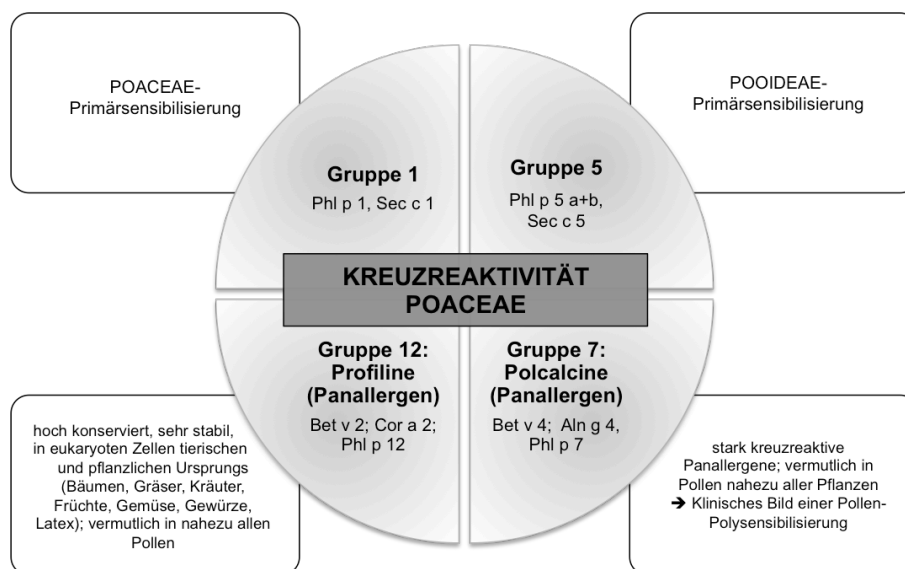 POACEAE-
Primärsensibilisierung
POOIDEAE-
Primärsensibilisierung
Gruppe 1
Phl p 1, Sec c 1
Gruppe 5
Phl p 5 a+b,
Sec c 5
KREUZREAKTIVITÄT
POACEAE
Gruppe 12:
Profiline
(Panallergen)
Bet v 2; Cor a 2;
Phl p 12
Gruppe 7:
Polcalcine
(Panallergen)
Bet v 4; Aln g 4,
Phl p 7
hoch konserviert, sehr stabil,
in eukaryoten Zellen tierischen
und pflanzlichen Ursprungs
(Bäumen, Gräser, Kräuter,
Früchte, Gemüse, Gewürze,
Latex); vermutlich in nahezu allen
Pollen
stark kreuzreaktive
Panallergene; vermutlich in
Pollen nahezu aller Pflanzen
➔ Klinisches Bild einer Pollen-
Polysensibilisierung